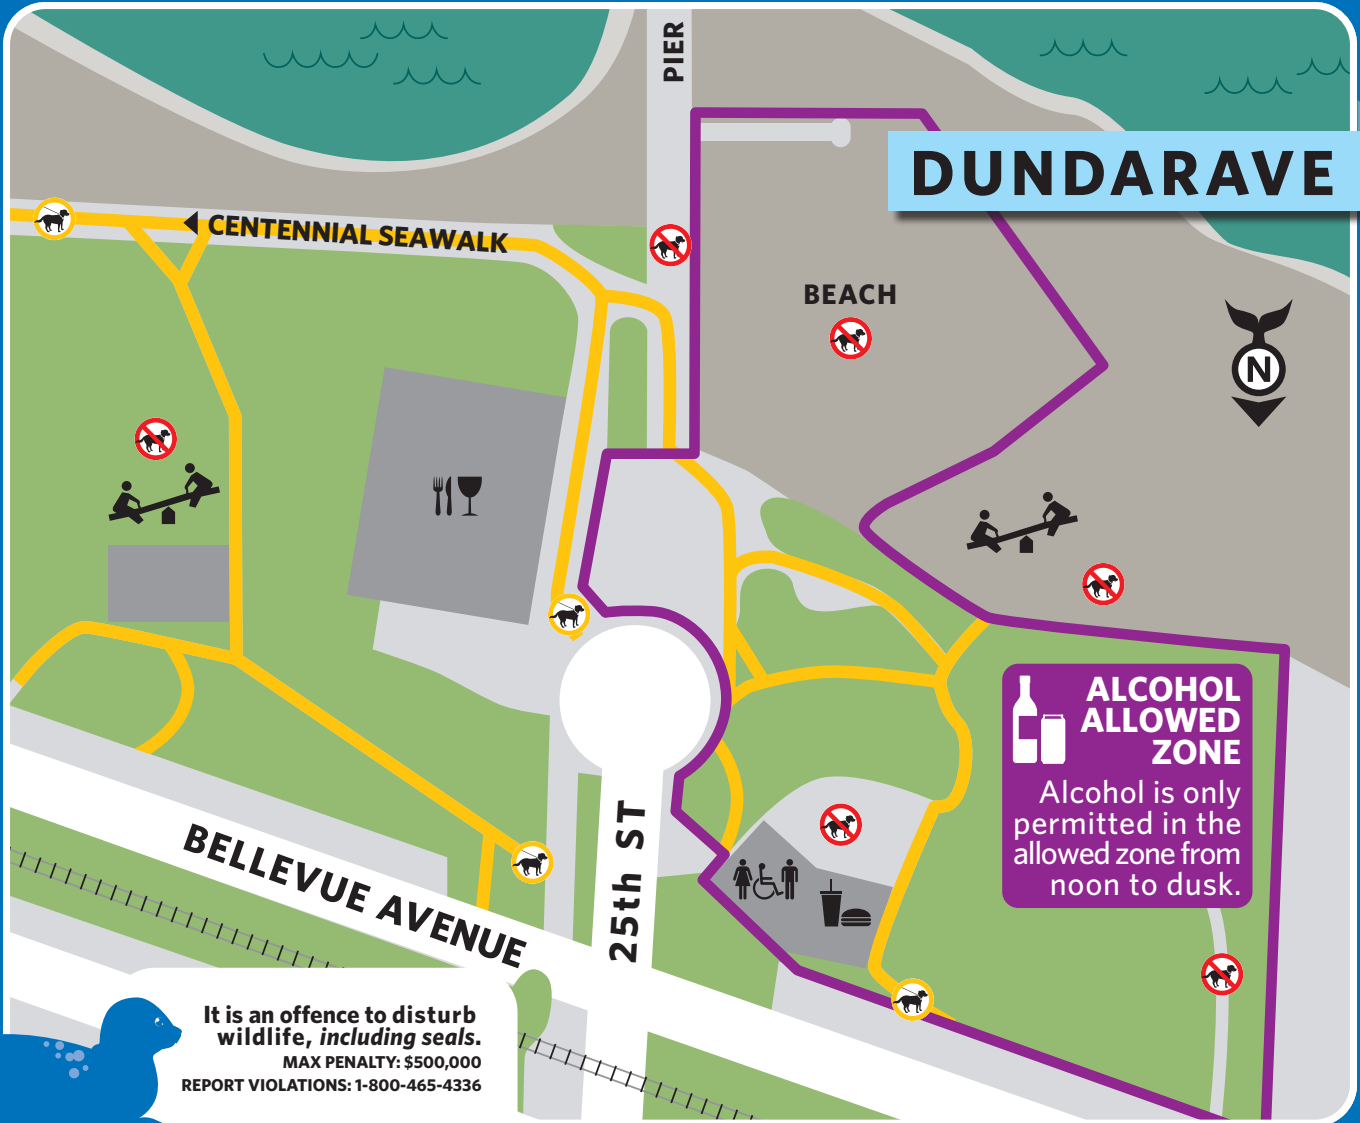 PIER
DUNDARAVE
CENTENNIAL SEAWALK
BEACH
N
ALCOHOL
ALLOWED
ZONE
Alcohol is only
permitted in the
allowed zone from
noon to dusk.
BELLEVUE AVENUE
25th ST
It is an offence to disturb
wildlife, including seals.
MAX PENALTY: $500,000
REPORT VIOLATIONS: 1-800-465-4336